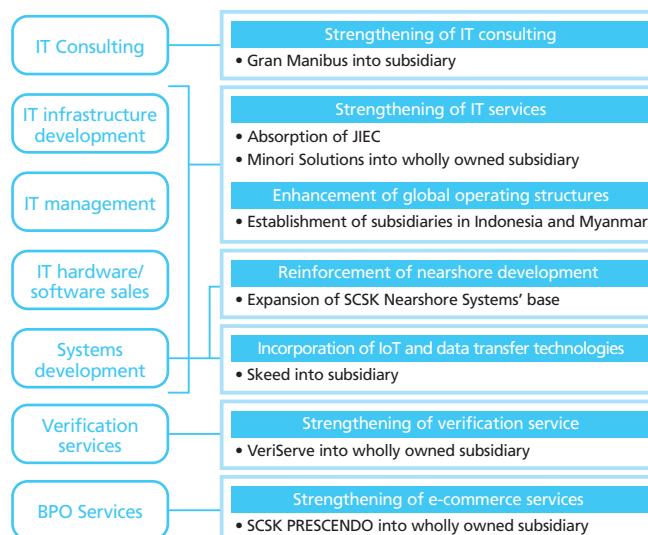 IT Consulting
Strengthening of IT consulting
• Gran Manibus into subsidiary
IT infrastructure
development
Strengthening of IT services
• Absorption of JIEC
• Minori Solutions into wholly owned subsidiary
IT management
Enhancement of global operating structures
• Establishment of subsidiaries in Indonesia and Myanmar
IT hardware/
software sales
Reinforcement of nearshore development
• Expansion of SCSK Nearshore Systems’ base
Systems
development
Incorporation of IoT and data transfer technologies
• Skeed into subsidiary
Verification
services
Strengthening of verification service
• VeriServe into wholly owned subsidiary
BPO Services
Strengthening of e-commerce services
• SCSK PRESCENDO into wholly owned subsidiary